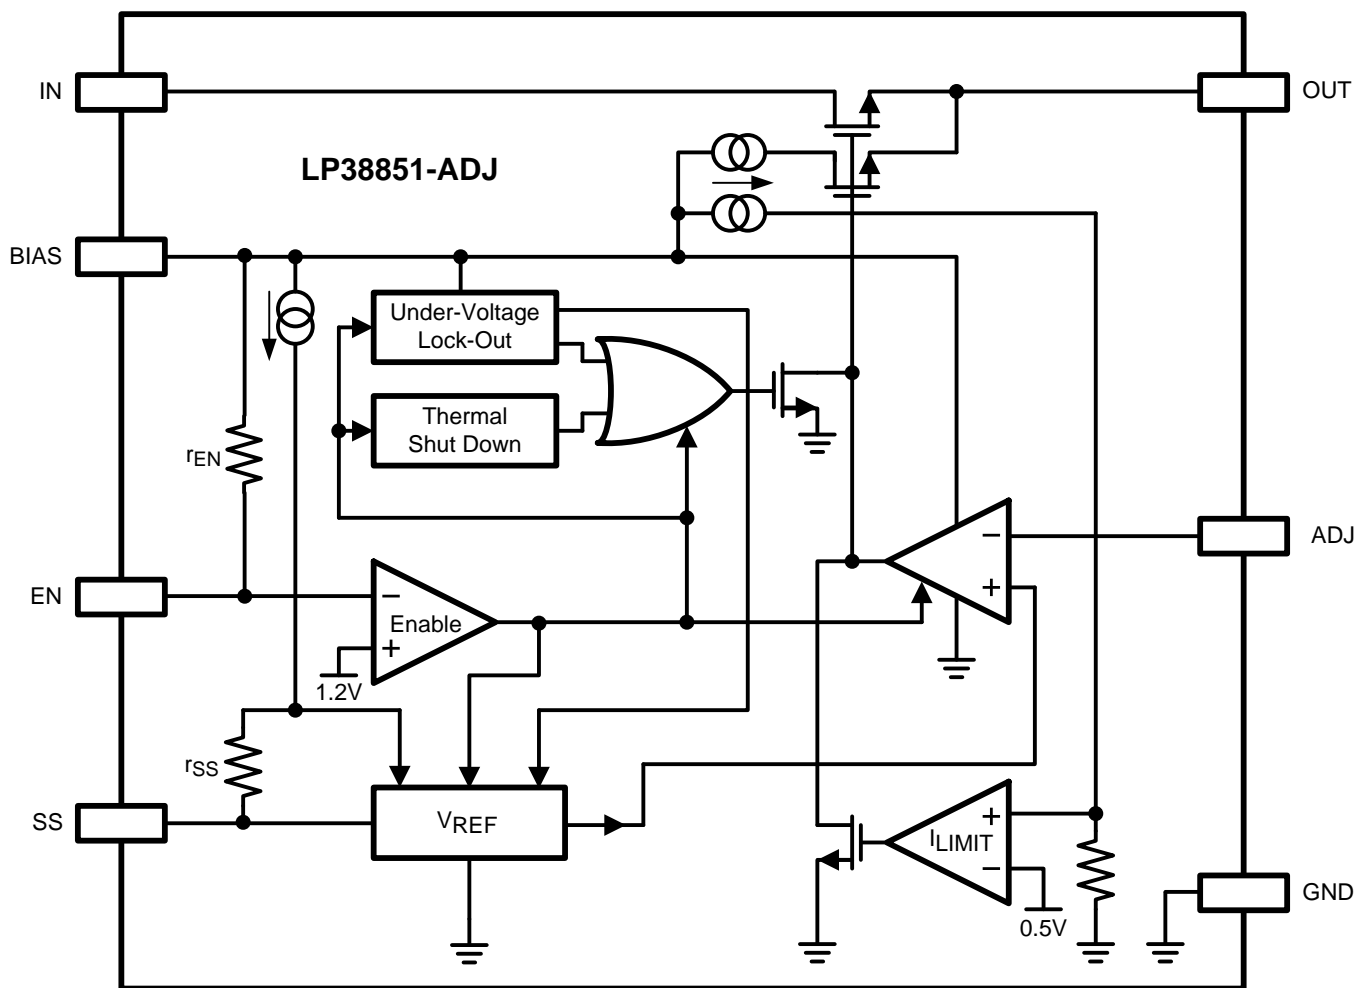 IN
OUT
LP38851-ADJ
BIAS
Under-Voltage
Lock-Out
Thermal
Shut Down
rEN
ADJ
−
+
EN
−
Enable
+
1.2V
rSS
SS
VREF
+
ILIMIT
−
0.5V
GND